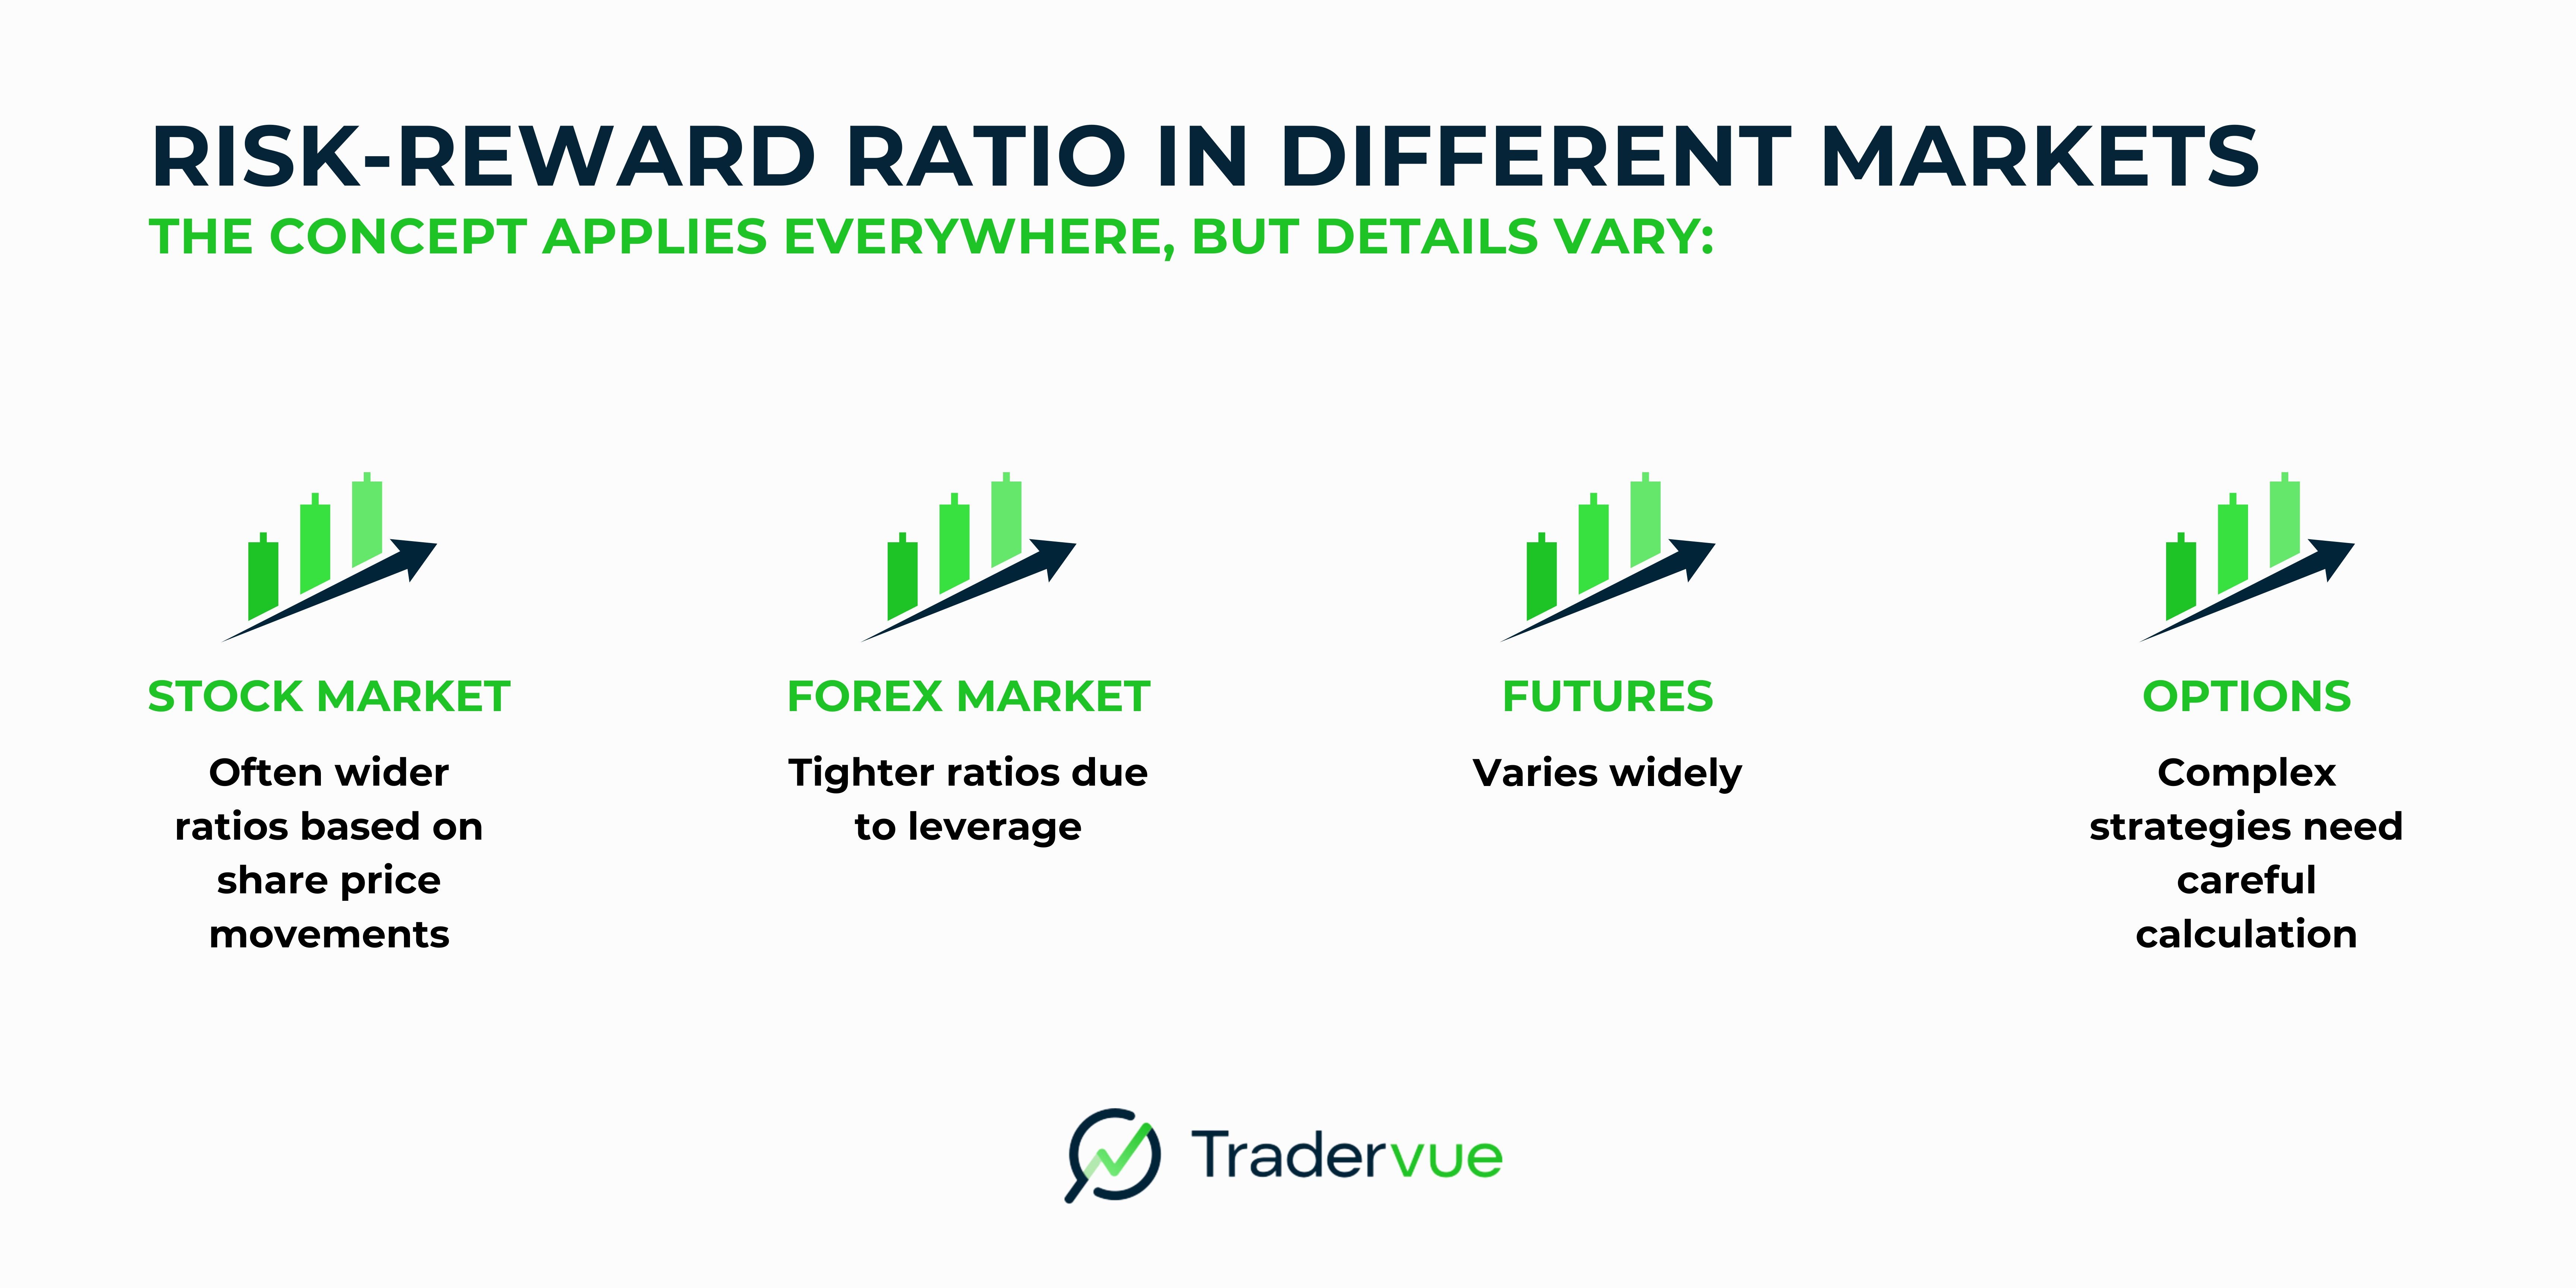 RISK-REWARD RATIO IN DIFFERENT MARKETS
THE CONCEPT APPLIES EVERYWHERE, BUT DETAILS VARY:
STOCK MARKET
Often wider
ratios based on
share price
movements
FOREX MARKET
Tighter ratios due
to leverage
FUTURES
Varies widely
OPTIONS
Complex
strategies need
careful
calculation
Tradervue